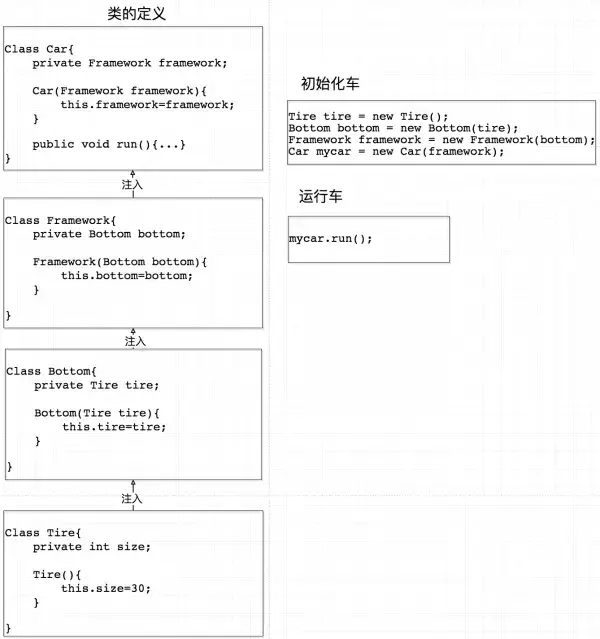 类的定义
Class Car{
private Framework framework;
Car(Framework framework){
this.framework=framework;
}
public void run(){...}
}
注入
Class Framework{
private Bottom bottom;
Framework(Bottom bottom){
this.bottom=bottom;
}
}
注入
Class Bottom{
private Tire tire;
Bottom(Tire tire){
this.tire=tire;
}
}
注入
Class Tire{
private int size;
Tire(){
this.size=30;
}
}
初始化车
Tire tire = new Tire();
Bottom bottom = new Bottom(tire);
Framework framework = new Framework(bottom);
Car mycar = new Car(framework);
运行车
mycar.run();